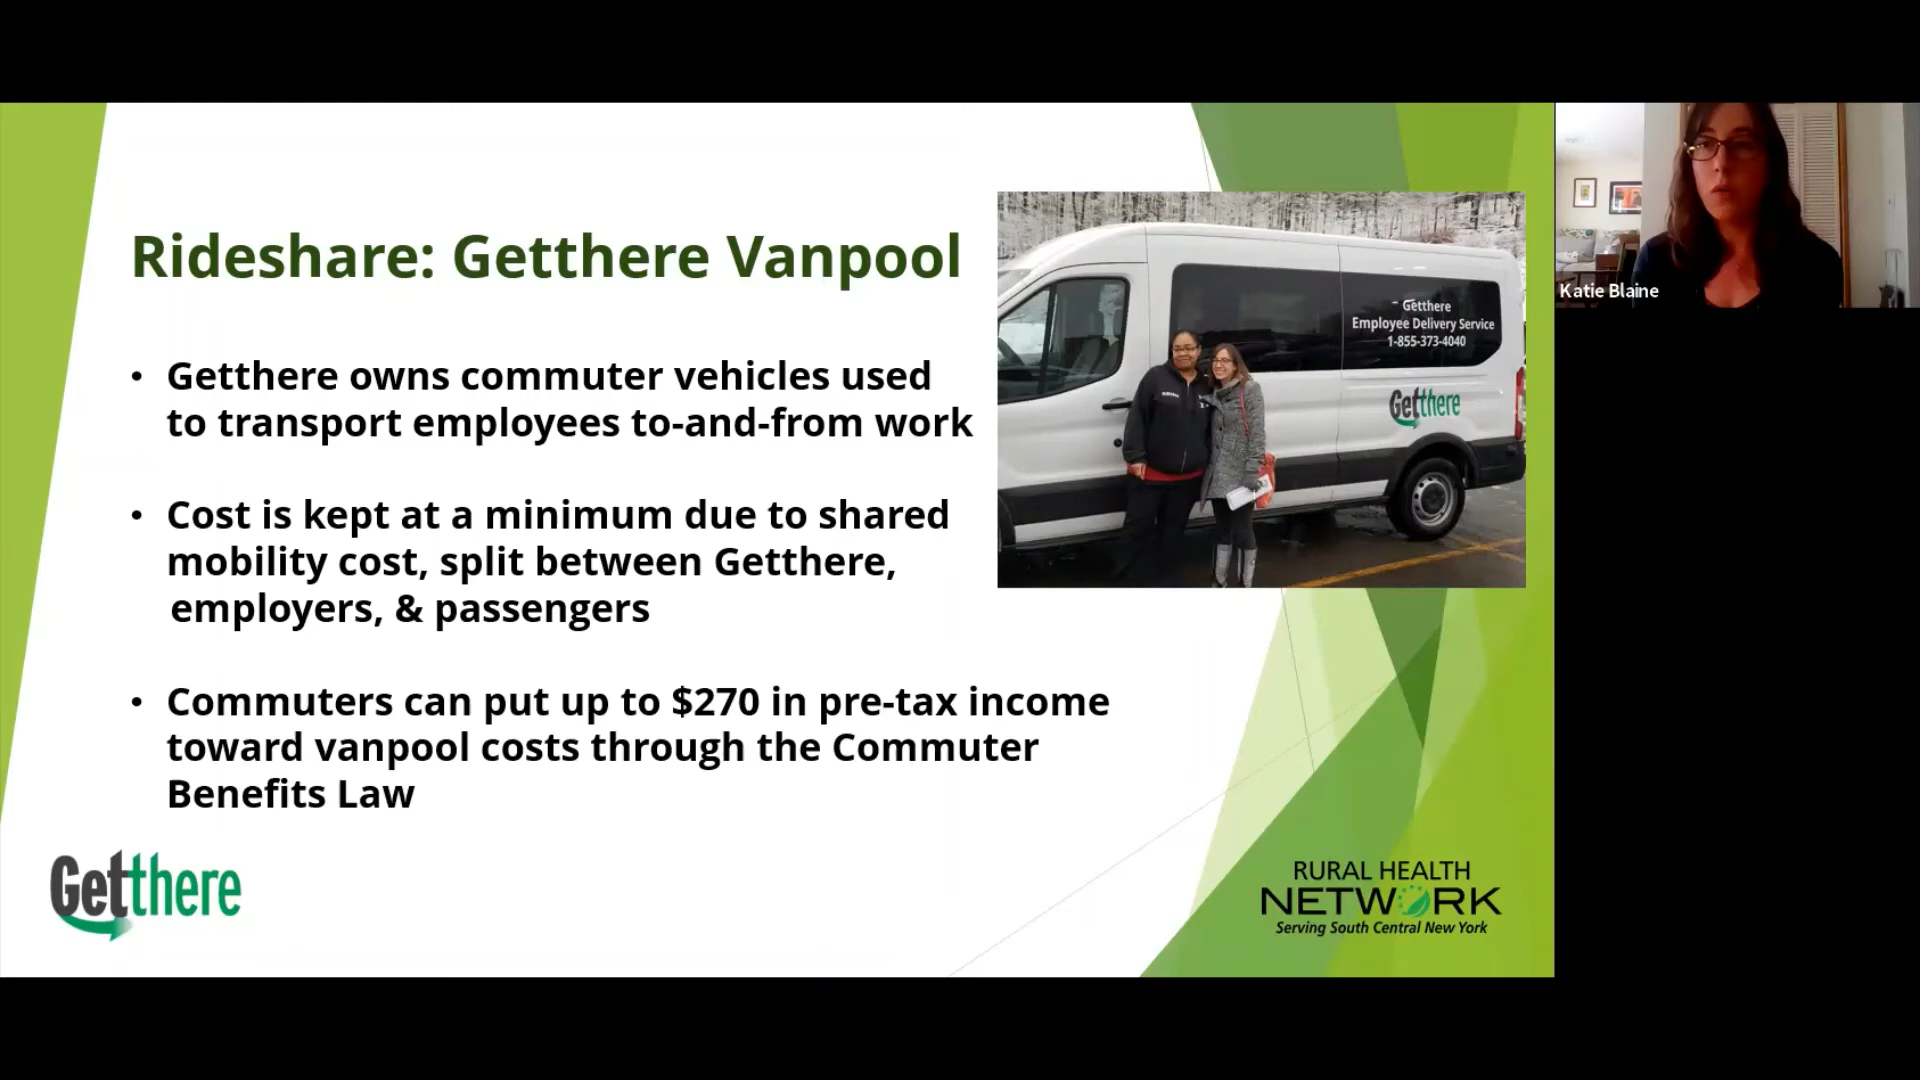 Rideshare: Getthere Vanpool
• Getthere owns commuter vehicles used
to transport employees to-and-from work
• Cost is kept at a minimum due to shared
mobility cost, split between Getthere,
employers, & passengers
• Commuters can put up to $270 in pre-tax income
toward vanpool costs through the Commuter
Benefits Law
Getthere
Employee Delivery Service
1-855-373-4040
Getthere
Getthere
RURAL HEALTH
NETWORK
Serving South Central New York
Katie Blaine